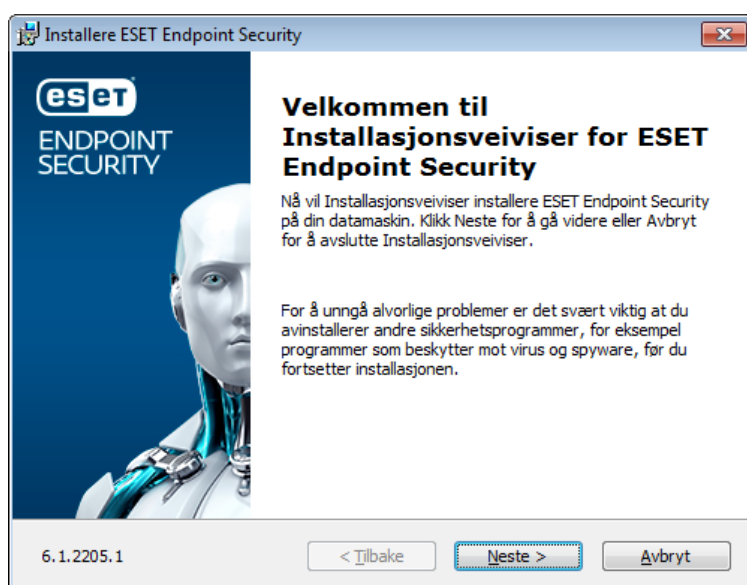 Installere ESET Endpoint Security
eset
ENDPOINT
SECURITY
Velkommen til
Installasjonsveiviser for ESET
Endpoint Security
Nå vil Installasjonsveiviser installere ESET Endpoint Security
på din datamaskin. Klikk Neste for å gå videre eller Avbryt
for å avslutte Installasjonsveiviser.
For å unngå alvorlige problemer er det svært viktig at du
avinstallerer andre sikkerhetsprogrammer, for eksempel
programmer som beskytter mot virus og spyware, før du
fortsetter installasjonen.
6.1.2205.1
< Tilbake
Neste >
Avbryt